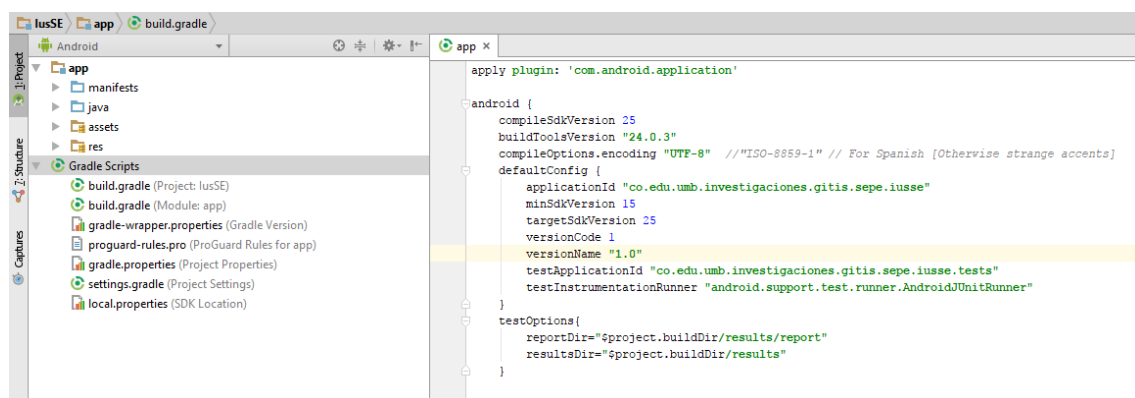 IusSE app build.gradle
Android
app
manifests
java
assets
res
Gradle Scripts
build.gradle (Project: IusSE)
build.gradle (Module: app)
gradle-wrapper.properties (Gradle Version)
proguard-rules.pro (ProGuard Rules for app)
gradle.properties (Project Properties)
settings.gradle (Project Settings)
local.properties (SDK Location)
1: Project
7: Structure
Captures
app
apply plugin: 'com.android.application'
android {
compileSdkVersion 25
buildToolsVersion "24.0.3"
compileOptions.encoding "UTF-8" //"ISO-8859-1" // For Spanish [Otherwise strange accents]
defaultConfig {
applicationId "co.edu.umb.investigaciones.gitis.sepe.iusse"
minSdkVersion 15
targetSdkVersion 25
versionCode 1
versionName "1.0"
testApplicationId "co.edu.umb.investigaciones.gitis.sepe.iusse.tests"
testInstrumentationRunner "android.support.test.runner.AndroidJUnitRunner"
}
testOptions{
reportDir="$project.buildDir/results/report"
resultsDir="$project.buildDir/results"
}